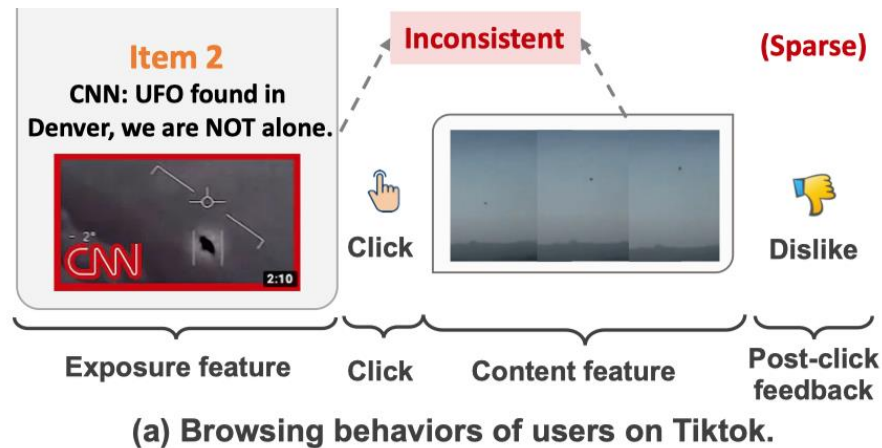 Item 2
CNN: UFO found in
Denver, we are NOT alone.
- 2°
CNN
2:10
Inconsistent
(Sparse)
Click
Dislike
Exposure feature
Click
Content feature
Post-click
feedback
(a) Browsing behaviors of users on Tiktok.